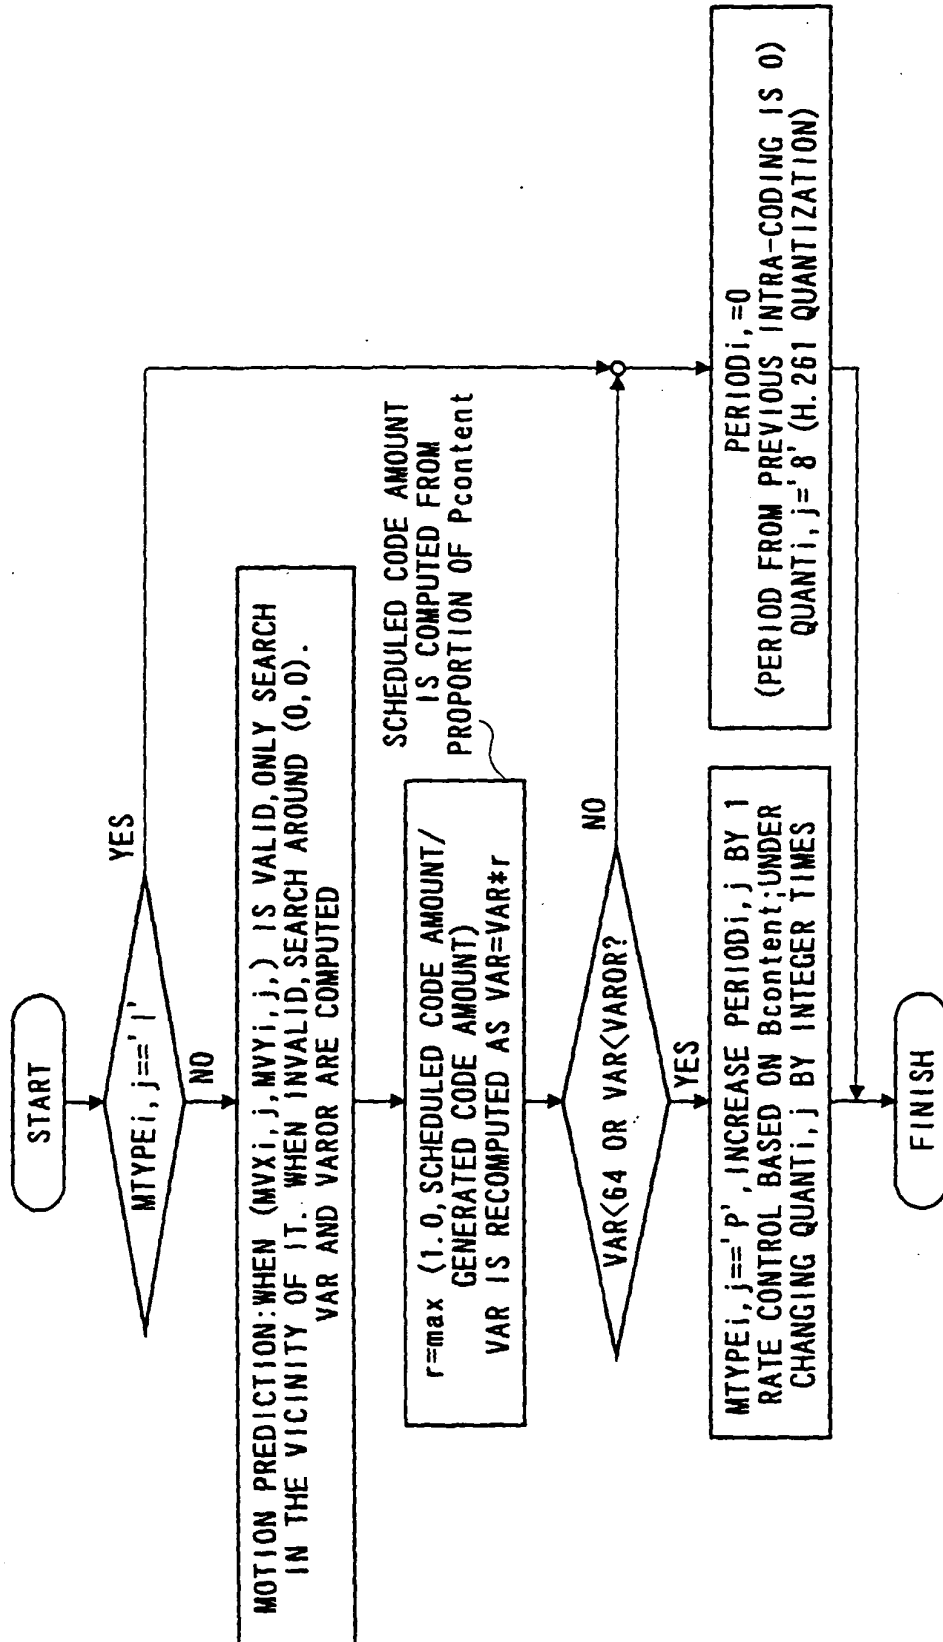 START
MTYPEi,j=='I'
YES
NO
MOTION PREDICTION:WHEN (MVXi,j,MVYi,j,) IS VALID,ONLY SEARCH
IN THE VICINITY OF IT. WHEN INVALID,SEARCH AROUND (0,0).
VAR AND VAROR ARE COMPUTED
SCHEDULED CODE AMOUNT
IS COMPUTED FROM
PROPORTION OF Pcontent
r=max (1.0,SCHEDULED CODE AMOUNT/
GENERATED CODE AMOUNT)
VAR IS RECOMPUTED AS VAR=VAR*r
VAR<64 OR VAR<VAROR?
NO
YES
MTYPEi,j=='P',INCREASE PERIODi,j BY 1
RATE CONTROL BASED ON Bcontent;UNDER
CHANGING QUANTi,j BY INTEGER TIMES
PERIODi,=0
(PERIOD FROM PREVIOUS INTRA-CODING IS 0)
QUANTi,j='8' (H.261 QUANTIZATION)
FINISH